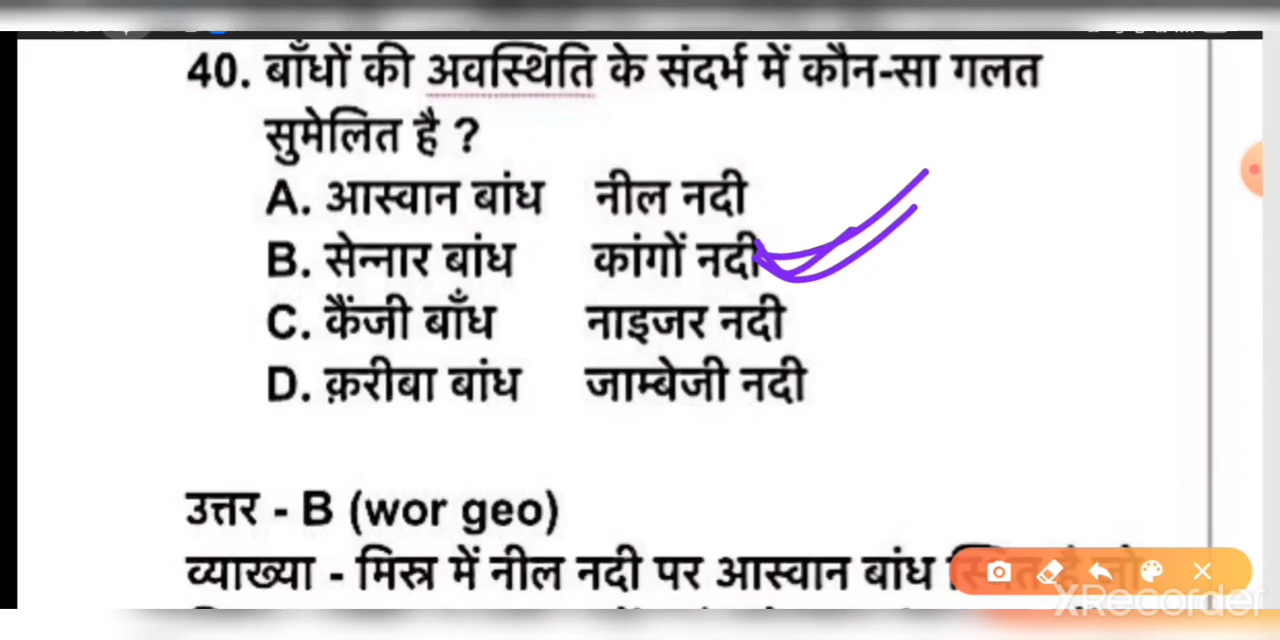 40. बाँधों की अवस्थिति के संदर्भ में कौन-सा गलत
सुमेलित है ?
A. आस्वान बांध नील नदी
B. सेन्नार बांध कांगों नदी
C. कैंजी बाँध नाइजर नदी
D. क़रीबा बांध जाम्बेजी नदी
उत्तर - B (wor geo)
व्याख्या - मिस्र में नील नदी पर आस्वान बांध
XRecorder